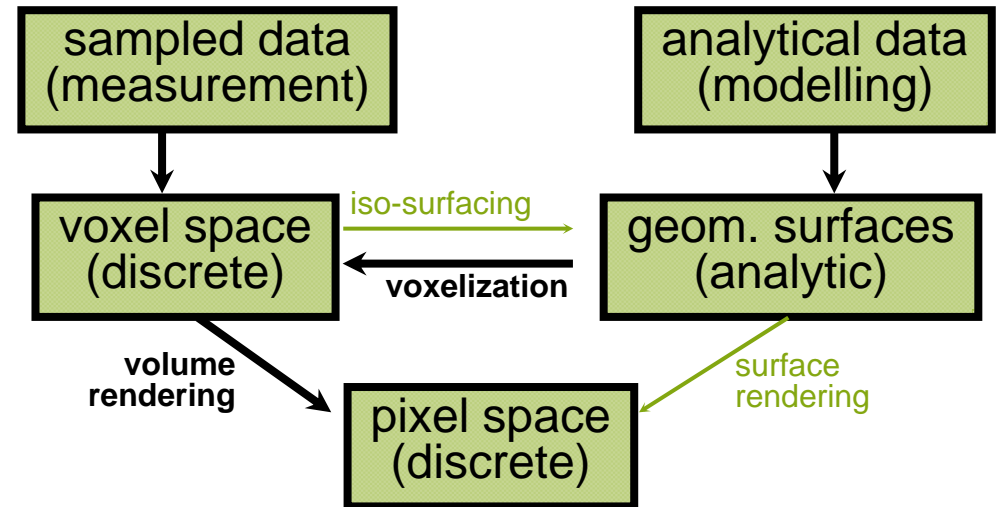 sampled data
(measurement)
analytical data
(modelling)
voxel space
(discrete)
iso-surfacing
voxelization
geom. surfaces
(analytic)
volume
rendering
surface
rendering
pixel space
(discrete)